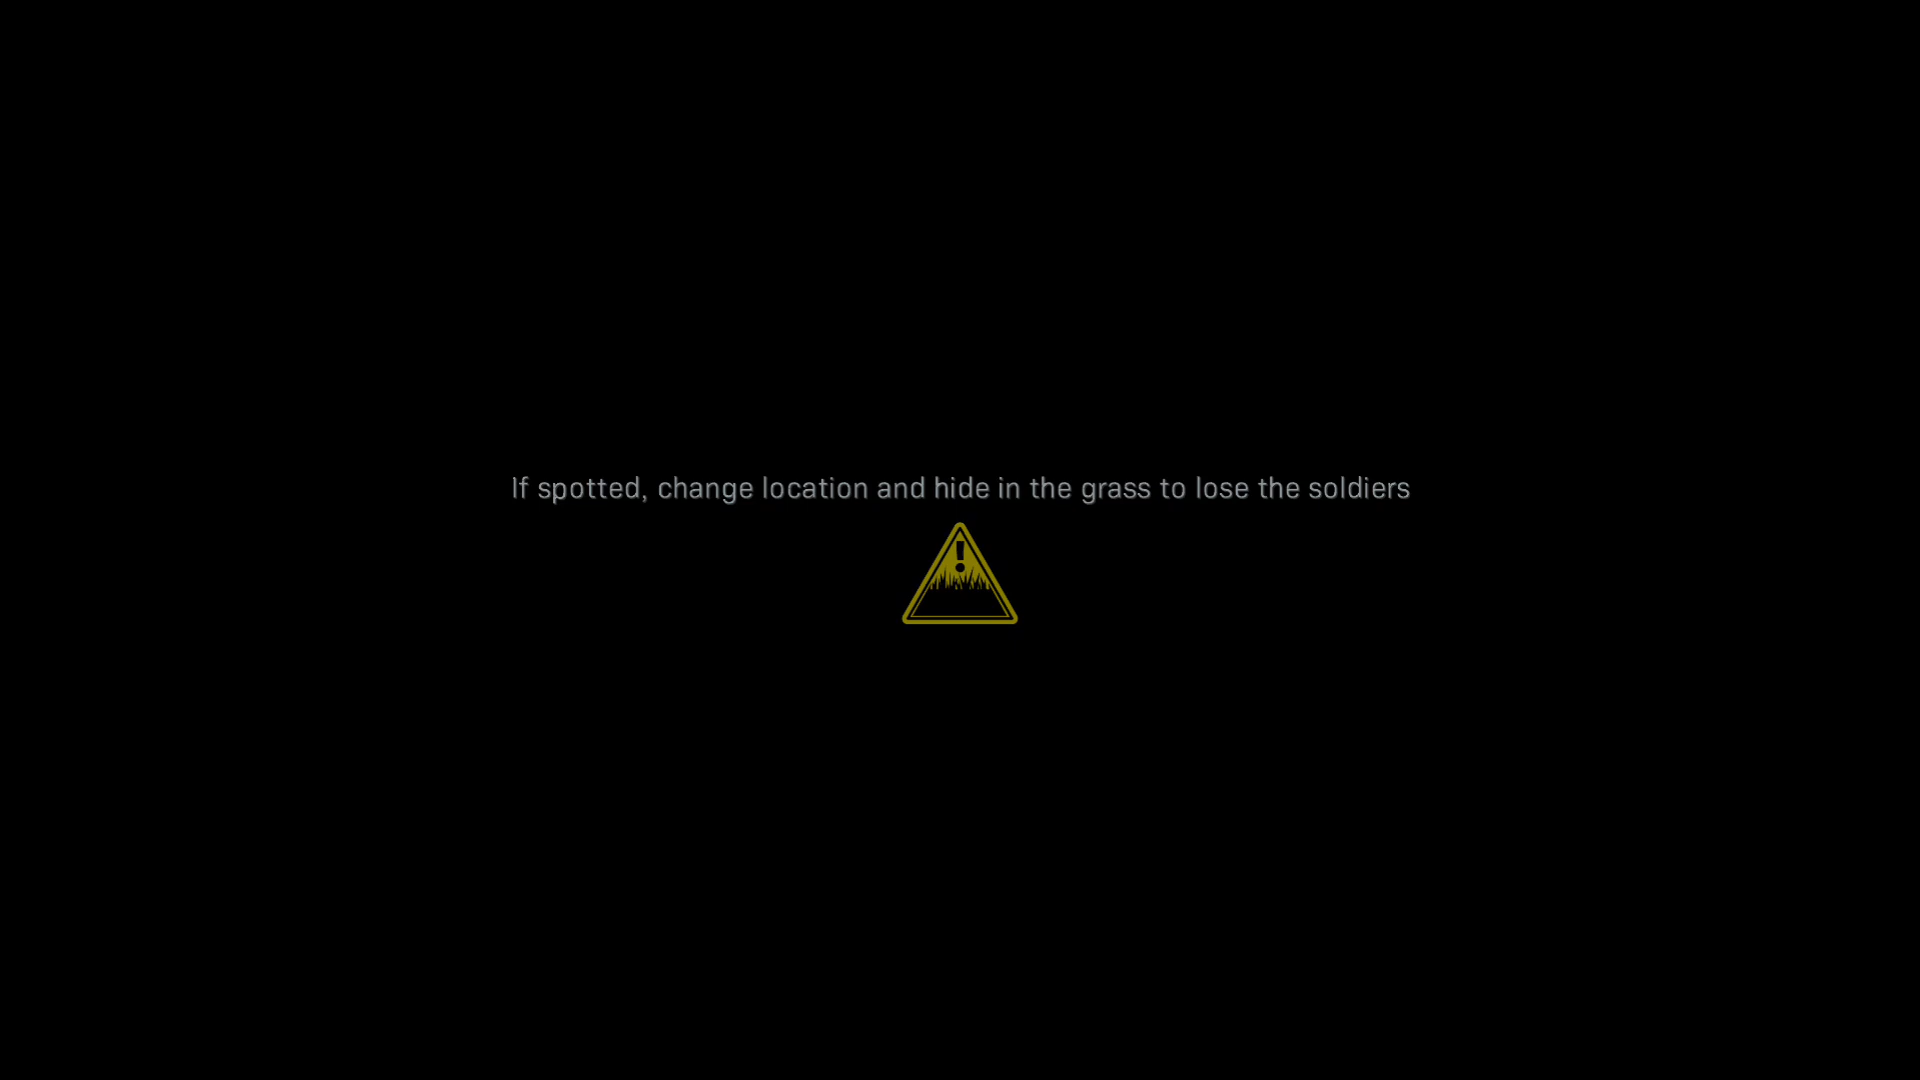 If spotted, change location and hide in the grass to lose the soldiers